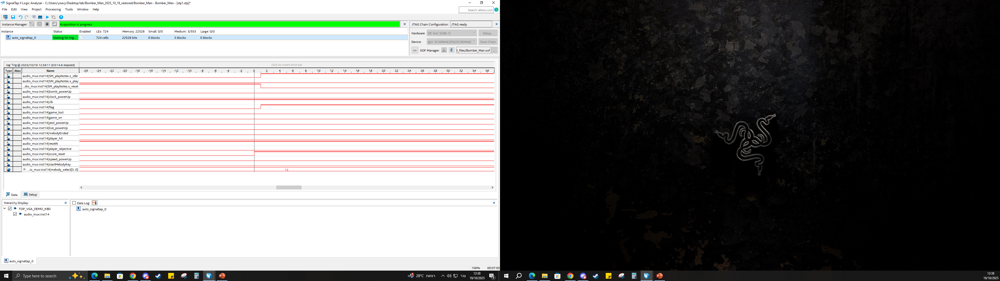 SignalTap II Logic Analyzer - C:/Users/yoavy/Desktop/lab/Bomber_Man_2025_10_18_restored/Bomber_Man - Bomber_Man - [stp1.stp]*
File Edit View Project Processing Tools Window Help
Search altera.com
Instance Manager: Acquisition in progress
JTAG Chain Configuration: JTAG ready
Instance Status Enabled LEs: 724 Memory: 22528 Small: 0/0 Medium: 3/553 Large: 0/0
auto_signaltap_0 Waiting for trig... 724 cells 22528 bits 0 blocks 3 blocks 0 blocks
Hardware: DE-SoC [USB-1] Setup...
Device: @2: 5CSEBA6(.|ES)/5CSEMA6/ Scan Chain
>> SOF Manager: t_files/Bomber_Man.sof ...
log: Trig @ 2025/10/19 12:38:11 (0:0:14.6 elapsed) click to insert time bar
Type Alias Name -26 -24 -22 -20 -18 -16 -14 -12 -10 -8 -6 -4 -2 0 2 4 6 8 10 12 14 16 18 20 22 24 26 28 30 32 34 36
audio_mux:inst14|SM_playNotes.s_idle
audio_mux:inst14|SM_playNotes.s_play
...dio_mux:inst14|SM_playNotes.s_reset
audio_mux:inst14|bomb_powerUp
audio_mux:inst14|clock_powerUp
audio_mux:inst14|clk
audio_mux:inst14|flag
audio_mux:inst14|game_lost
audio_mux:inst14|game_on
audio_mux:inst14|jewl_powerUp
audio_mux:inst14|live_powerUp
audio_mux:inst14|melodyEnded
audio_mux:inst14|player_hit
audio_mux:inst14|resetN
audio_mux:inst14|player_objective
audio_mux:inst14|score_reset
audio_mux:inst14|speed_powerUp
audio_mux:inst14|startMelodyKey
...io_mux:inst14|melody_select[3..0] 12
Data Setup
Hierarchy Display:
TOP_VGA_DEMO_KBD
audio_mux:inst14
Data Log:
auto_signaltap_0
auto_signaltap_0
100% 00:07:05
Type here to search
28°C רוחות
עבר
12:38
19/10/2025
5
12:38
19/10/2025